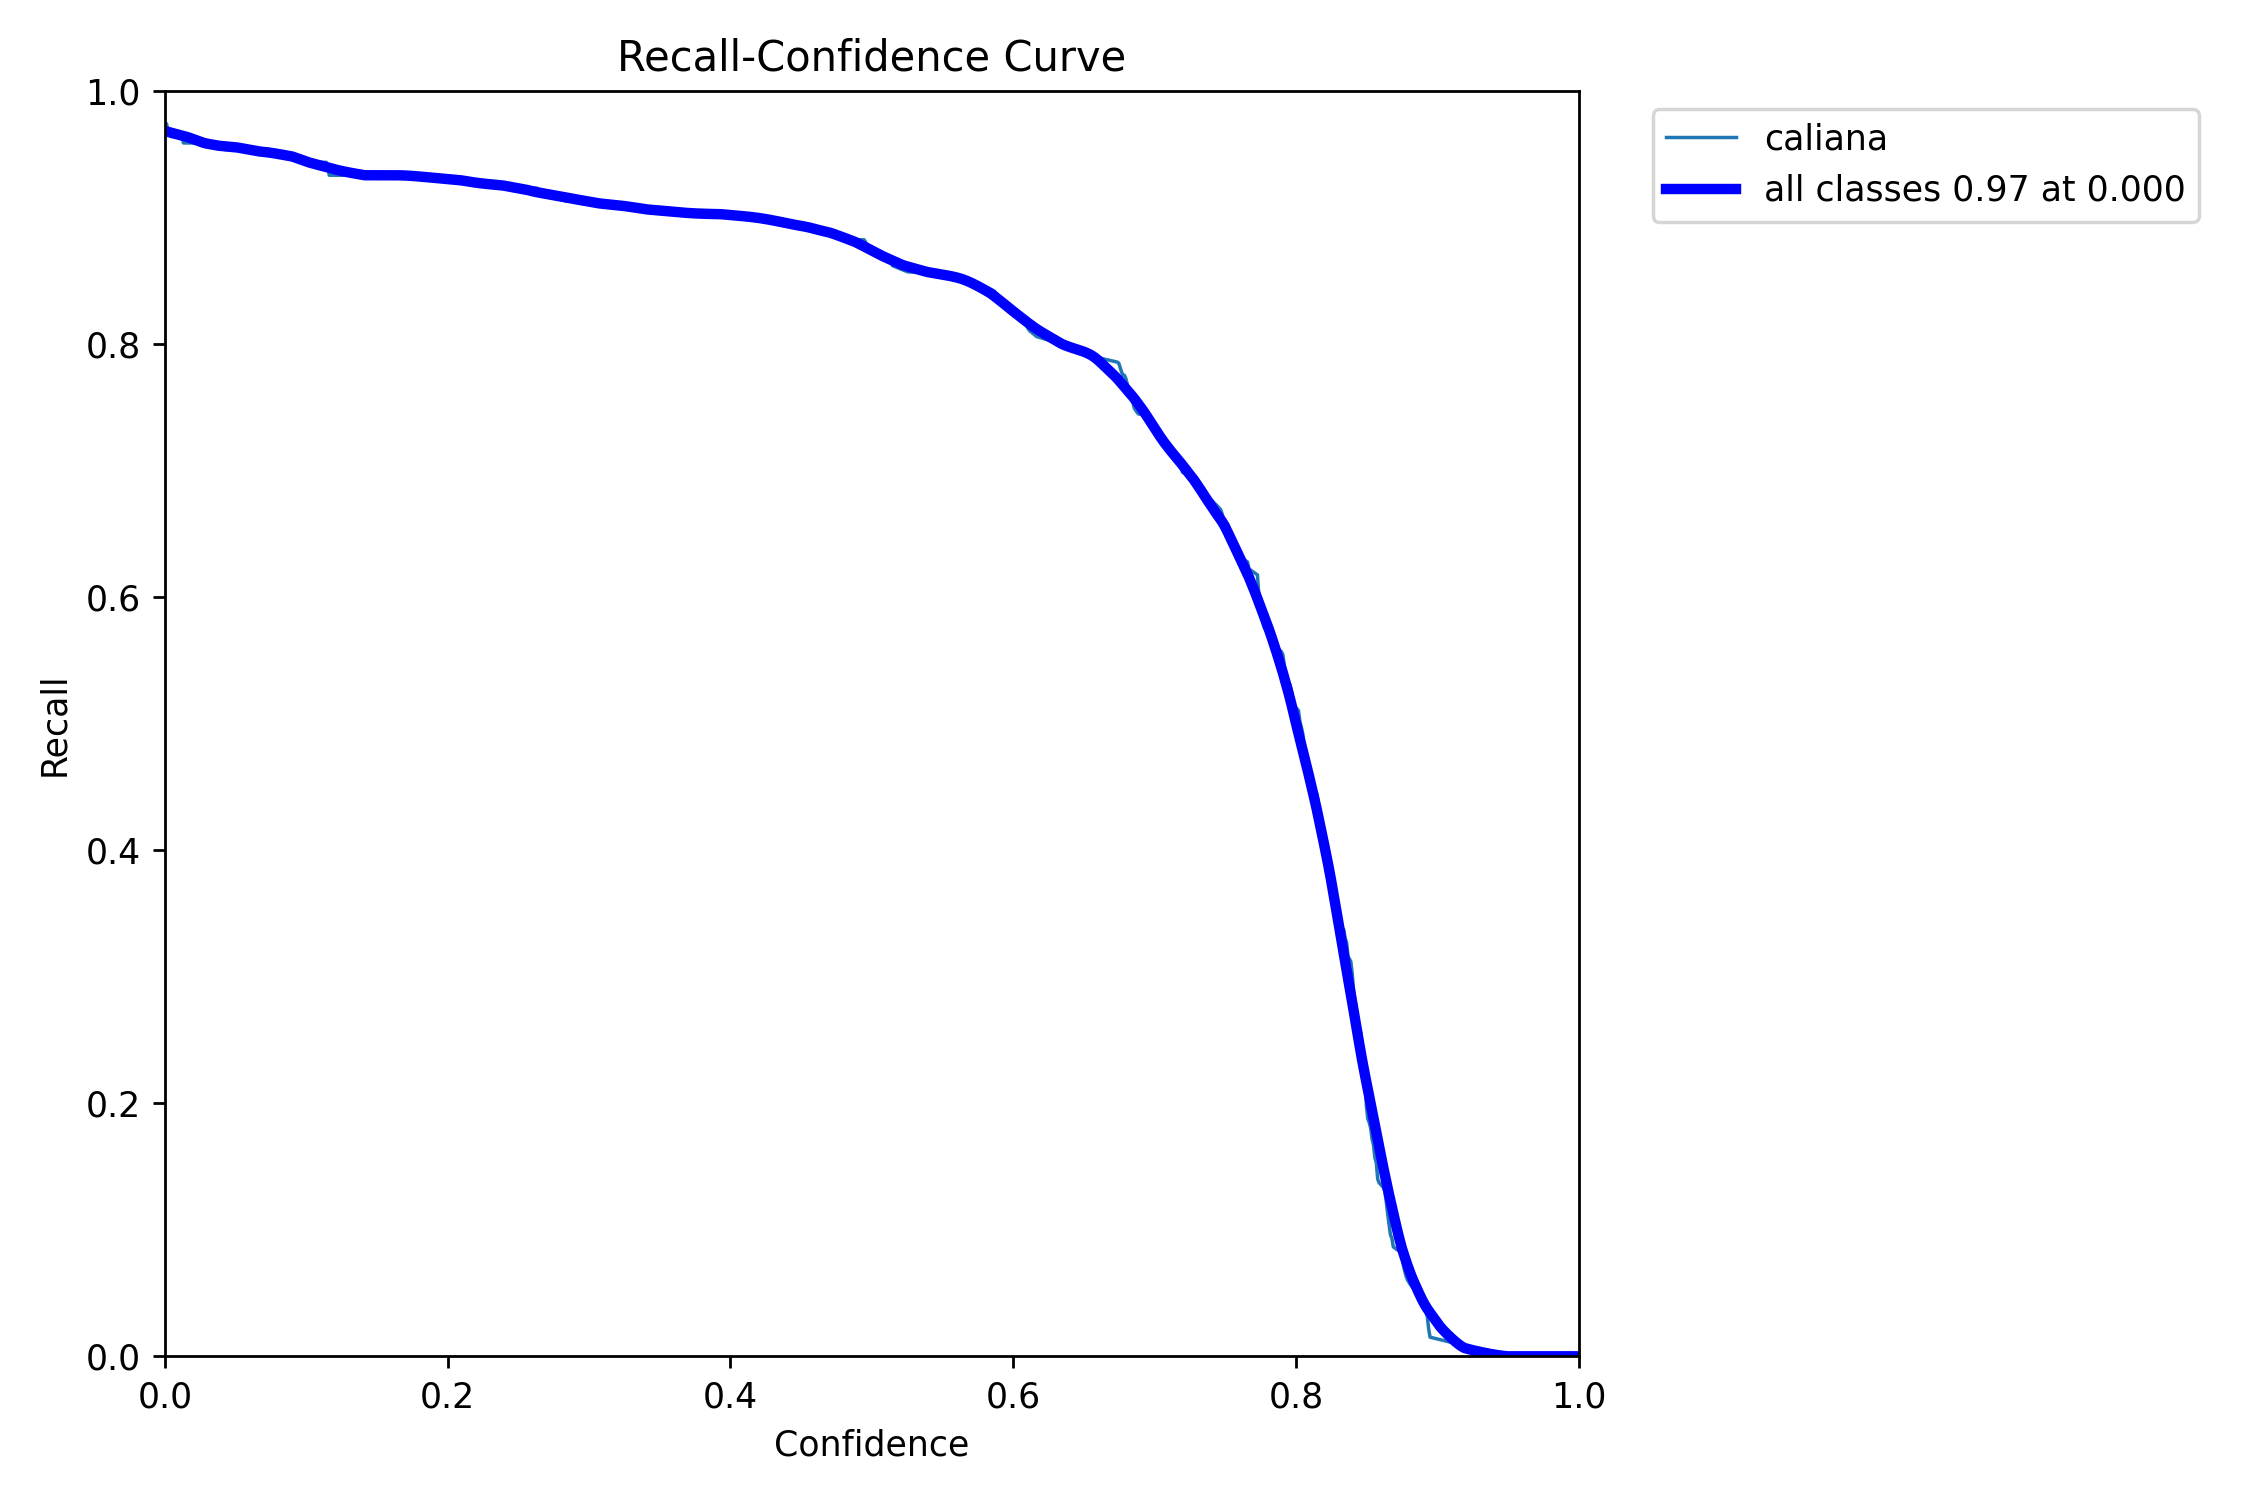 Recall-Confidence Curve
caliana
all classes 0.97 at 0.000
1.0
0.8
0.6
0.4
0.2
0.0
Recall
0.0 0.2 0.4 0.6 0.8 1.0
Confidence